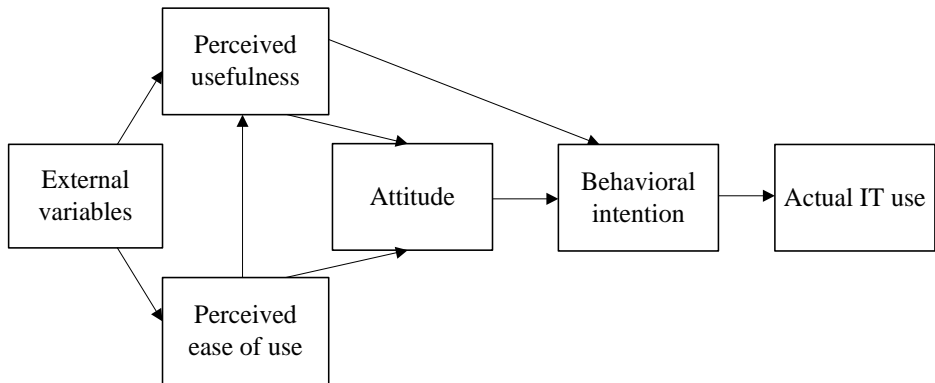 Perceived
usefulness
External
variables
Attitude
Behavioral
intention
Actual IT use
Perceived
ease of use